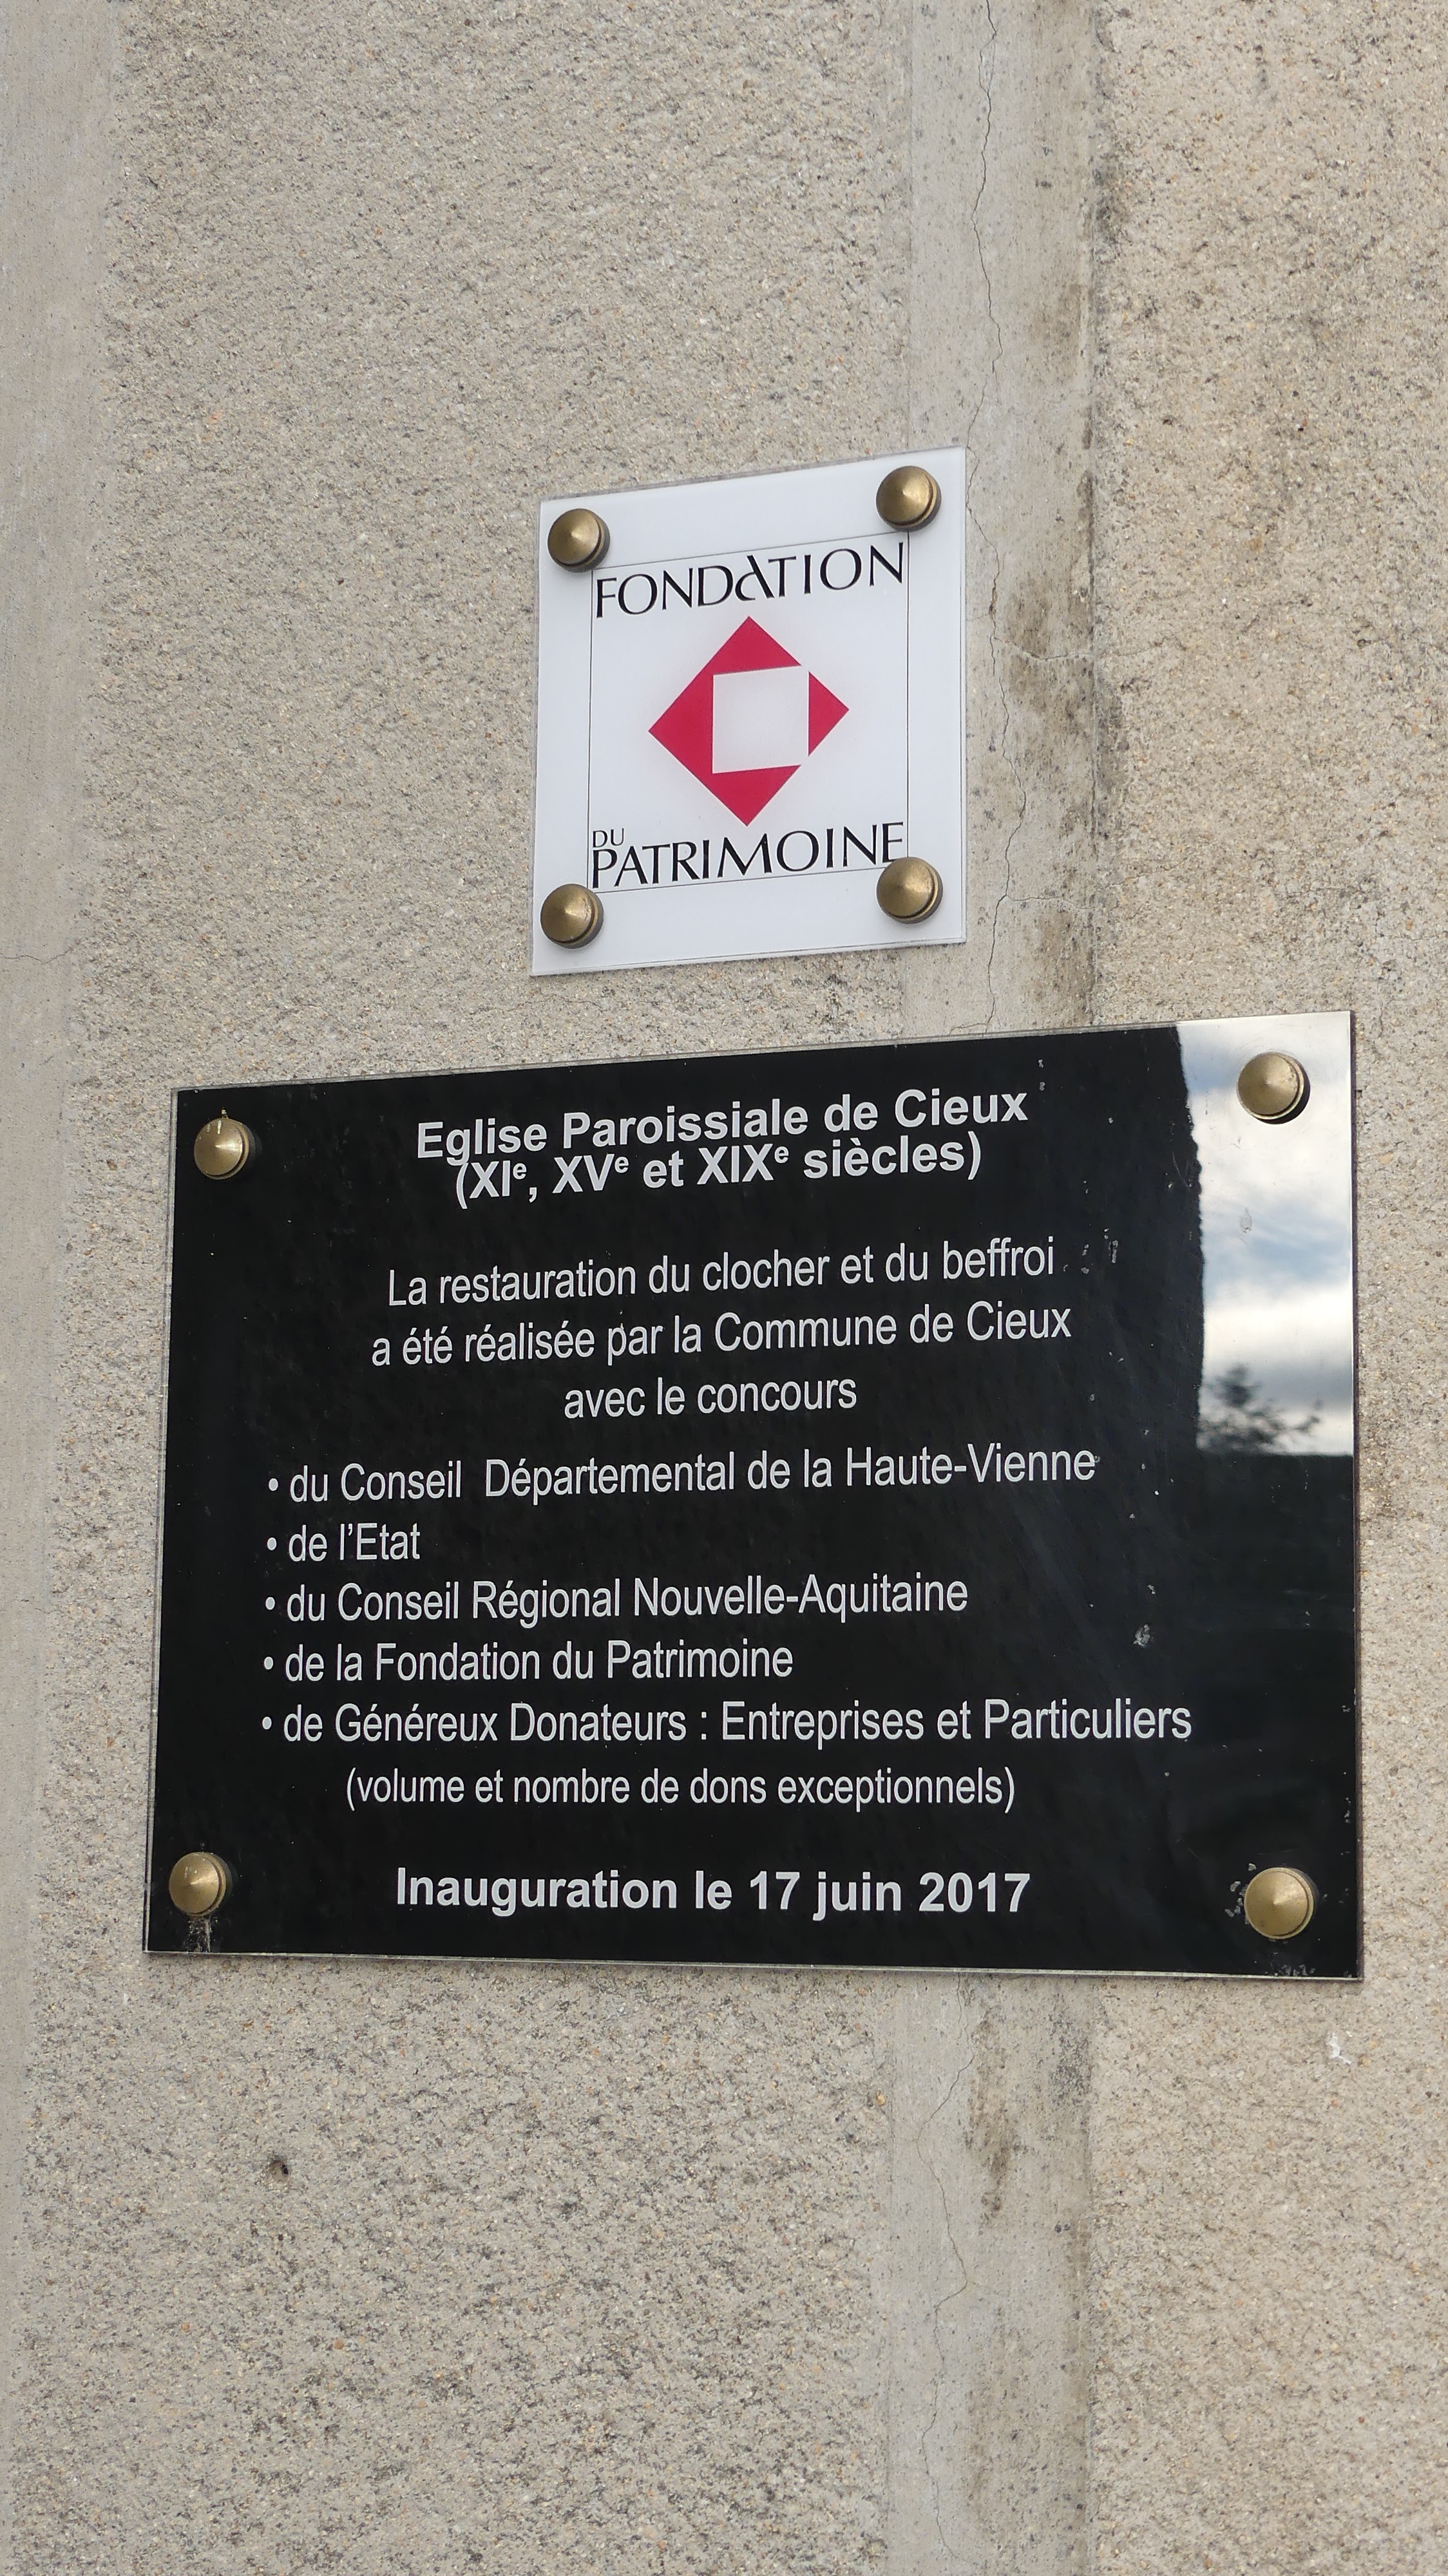 FONDATION
DU
PATRIMOINE
Eglise Paroissiale de Cieux
(XIᵉ, XVᵉ et XIXᵉ siècles)
La restauration du clocher et du beffroi
a été réalisée par la Commune de Cieux
avec le concours
• du Conseil Départemental de la Haute-Vienne
• de l'Etat
• du Conseil Régional Nouvelle-Aquitaine
• de la Fondation du Patrimoine
• de Généreux Donateurs : Entreprises et Particuliers
(volume et nombre de dons exceptionnels)
Inauguration le 17 juin 2017